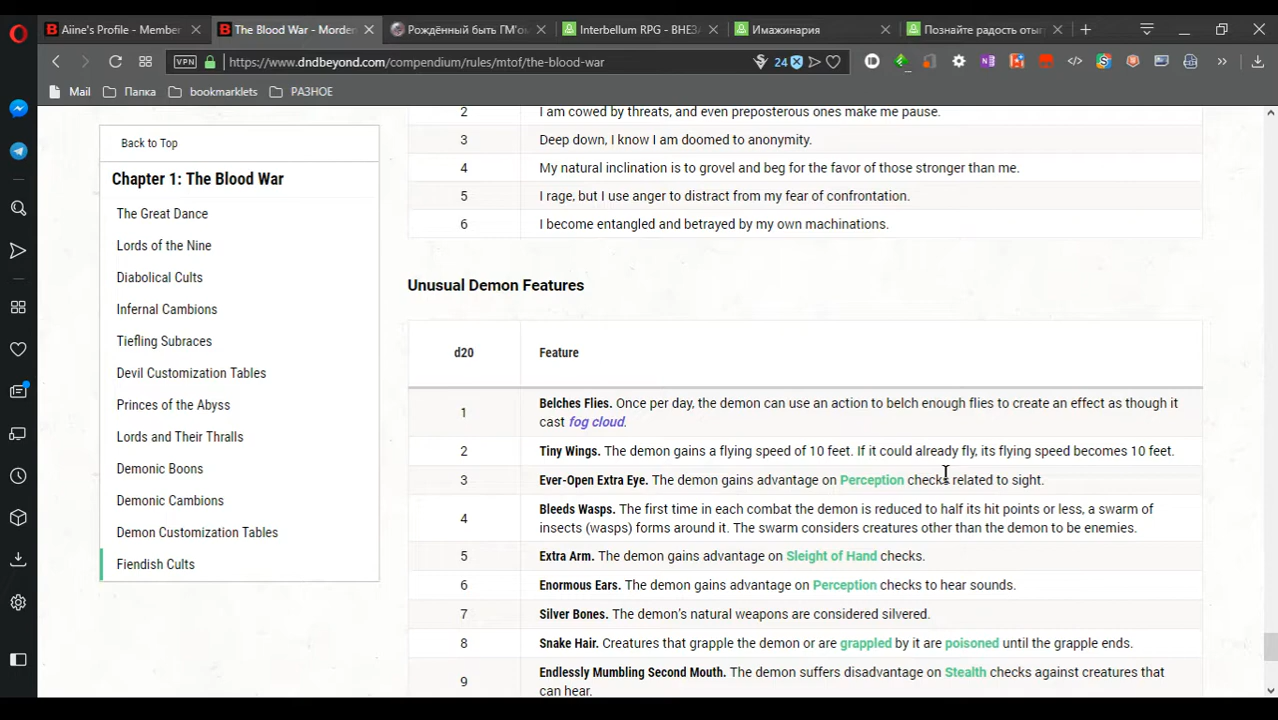 Aiine's Profile - Member
The Blood War - Morden
Рождённый быть ГМ'о
Interbellum RPG - ВНЕЗ
Имажинария
Познайте радость отыг
VPN
https://www.dndbeyond.com/compendium/rules/mtof/the-blood-war
24
Mail
Папка
bookmarklets
РАЗНОЕ
Back to Top
Chapter 1: The Blood War
The Great Dance
Lords of the Nine
Diabolical Cults
Infernal Cambions
Tiefling Subraces
Devil Customization Tables
Princes of the Abyss
Lords and Their Thralls
Demonic Boons
Demonic Cambions
Demon Customization Tables
Fiendish Cults
2 I am cowed by threats, and even preposterous ones make me pause.
3 Deep down, I know I am doomed to anonymity.
4 My natural inclination is to grovel and beg for the favor of those stronger than me.
5 I rage, but I use anger to distract from my fear of confrontation.
6 I become entangled and betrayed by my own machinations.
Unusual Demon Features
d20 Feature
1 Belches Flies. Once per day, the demon can use an action to belch enough flies to create an effect as though it
cast fog cloud.
2 Tiny Wings. The demon gains a flying speed of 10 feet. If it could already fly, its flying speed becomes 10 feet.
3 Ever-Open Extra Eye. The demon gains advantage on Perception checks related to sight.
4 Bleeds Wasps. The first time in each combat the demon is reduced to half its hit points or less, a swarm of
insects (wasps) forms around it. The swarm considers creatures other than the demon to be enemies.
5 Extra Arm. The demon gains advantage on Sleight of Hand checks.
6 Enormous Ears. The demon gains advantage on Perception checks to hear sounds.
7 Silver Bones. The demon's natural weapons are considered silvered.
8 Snake Hair. Creatures that grapple the demon or are grappled by it are poisoned until the grapple ends.
9 Endlessly Mumbling Second Mouth. The demon suffers disadvantage on Stealth checks against creatures that
can hear.